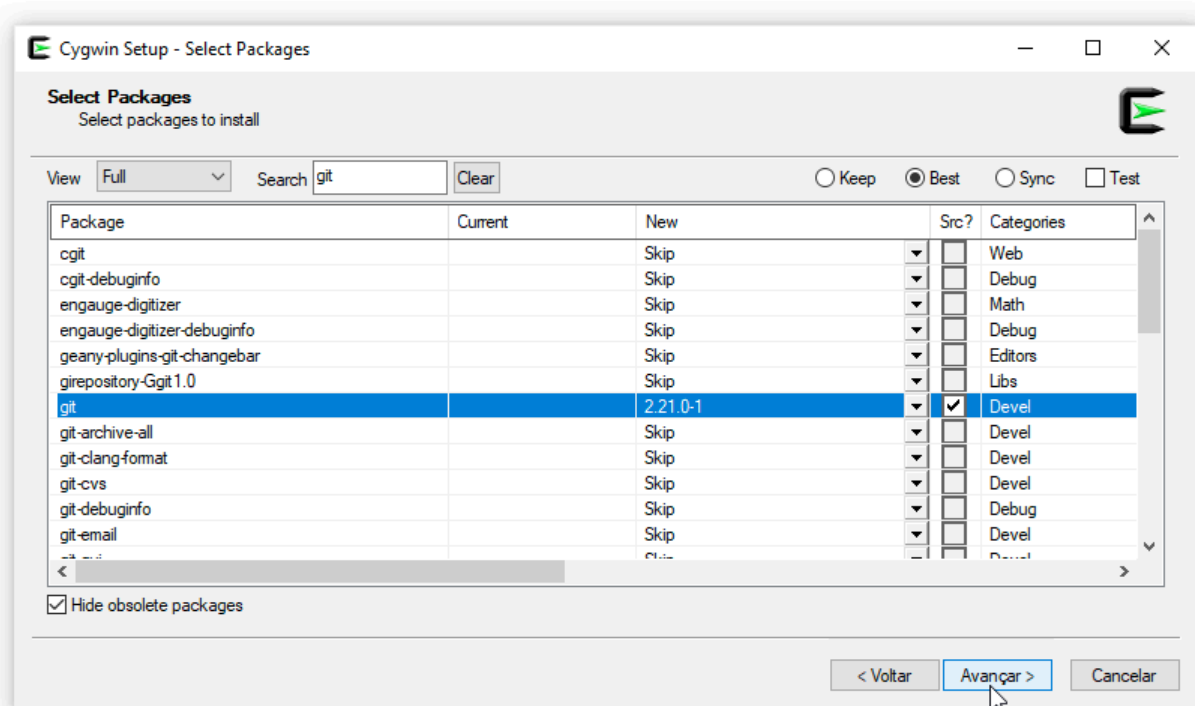 Cygwin Setup - Select Packages
Select Packages
Select packages to install
View Full Search git Clear Keep Best Sync Test
Package Current New Src? Categories
cgit Skip Web
cgit-debuginfo Skip Debug
engauge-digitizer Skip Math
engauge-digitizer-debuginfo Skip Debug
geany-plugins-git-changebar Skip Editors
girepository-Ggit1.0 Skip Libs
git 2.21.0-1 Devel
git-archive-all Skip Devel
git-clang-format Skip Devel
git-cvs Skip Devel
git-debuginfo Skip Debug
git-email Skip Devel
Hide obsolete packages
< Voltar Avançar > Cancelar